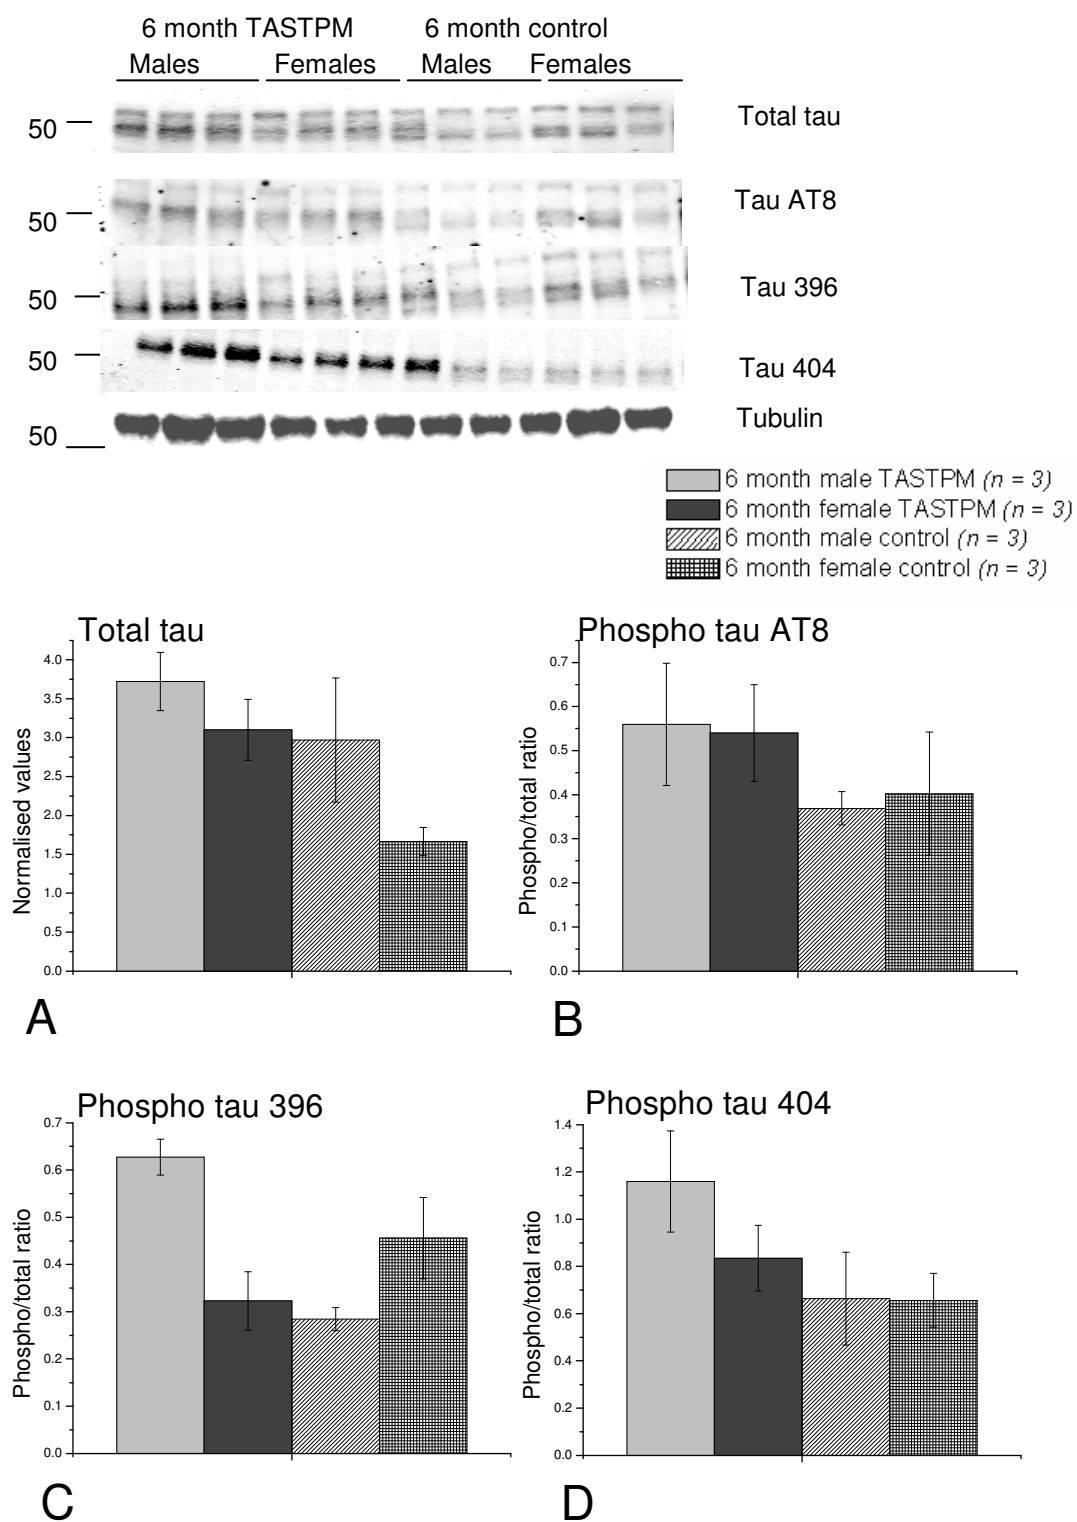 6 month TASTPM 6 month control
Males Females Males Females
50 Total tau
50 Tau AT8
50 Tau 396
50 Tau 404
50 Tubulin
6 month male TASTPM (n = 3)
6 month female TASTPM (n = 3)
6 month male control (n = 3)
6 month female control (n = 3)
Total tau
Normalised values
4.0
3.5
3.0
2.5
2.0
1.5
1.0
0.5
0.0
A
Phospho tau AT8
Phospho/total ratio
0.7
0.6
0.5
0.4
0.3
0.2
0.1
0.0
B
Phospho tau 396
Phospho/total ratio
0.7
0.6
0.5
0.4
0.3
0.2
0.1
0.0
C
Phospho tau 404
Phospho/total ratio
1.4
1.2
1.0
0.8
0.6
0.4
0.2
0.0
D